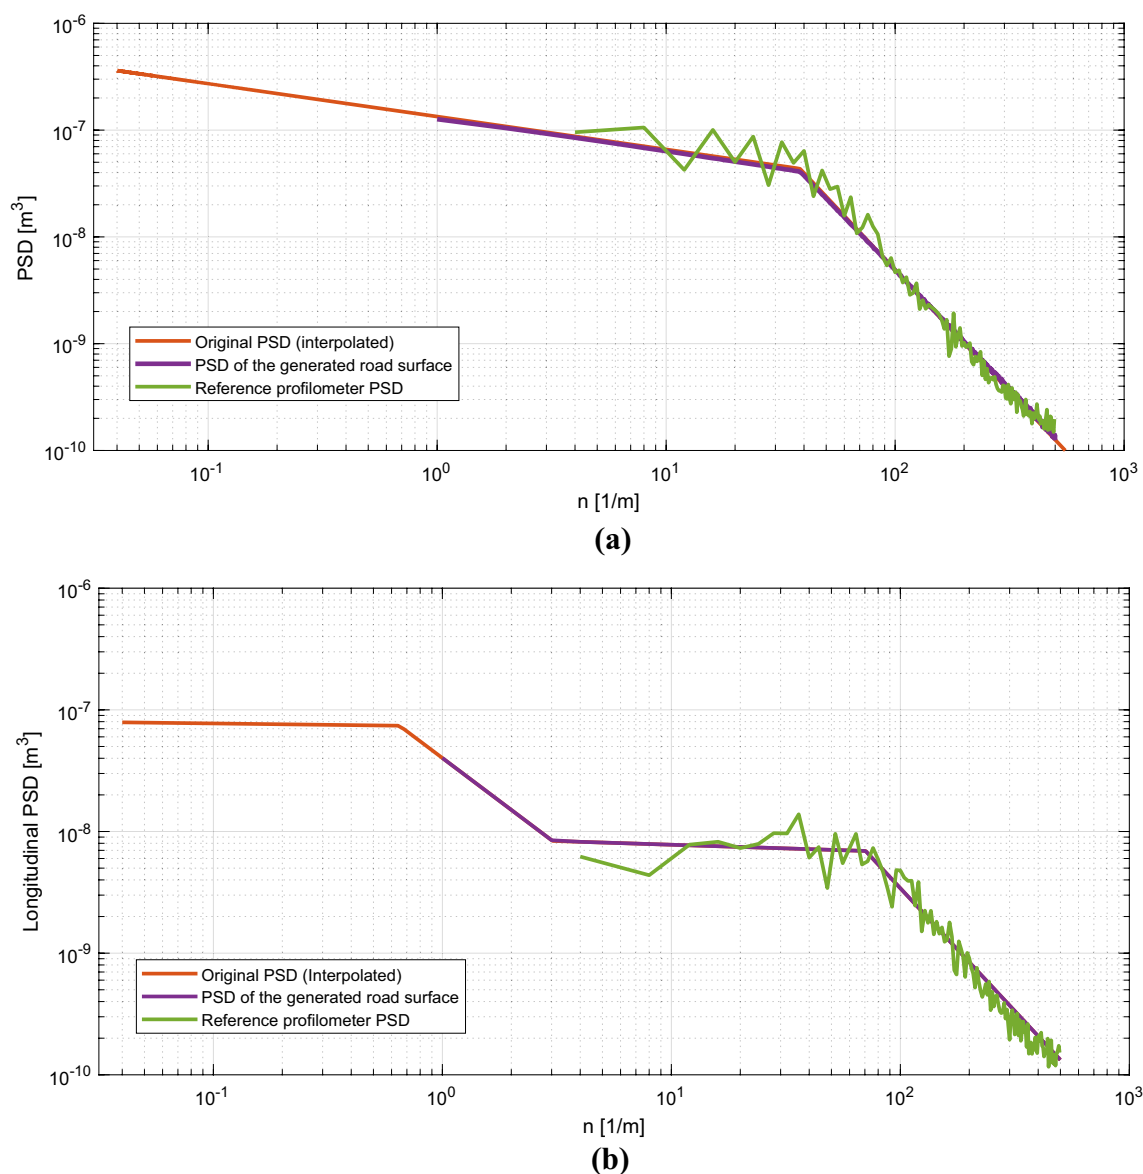 10^-6
10^-7
10^-8
10^-9
10^-10
PSD [m^3]
Original PSD (interpolated)
PSD of the generated road surface
Reference profilometer PSD
10^-1 10^0 10^1 10^2 10^3
n [1/m]
(a)
10^-6
10^-7
10^-8
10^-9
10^-10
Longitudinal PSD [m^3]
Original PSD (Interpolated)
PSD of the generated road surface
Reference profilometer PSD
10^-1 10^0 10^1 10^2 10^3
n [1/m]
(b)